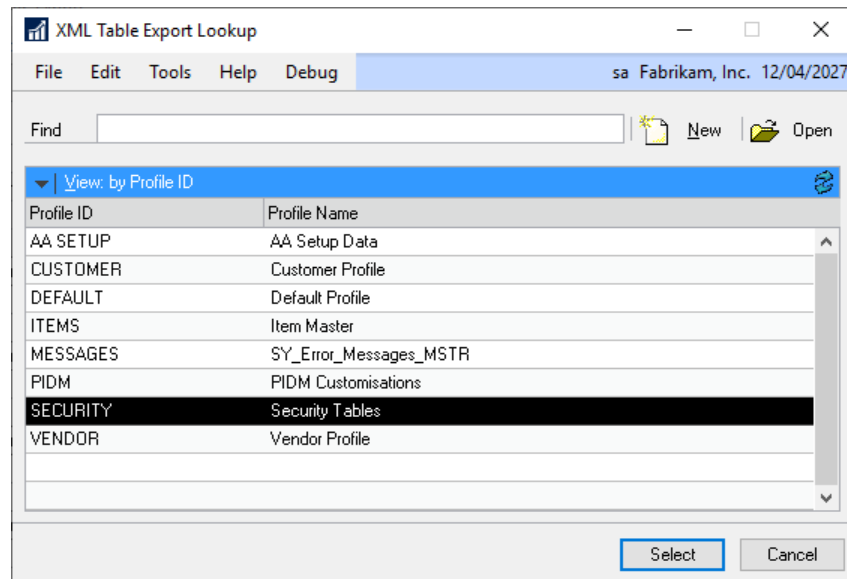 XML Table Export Lookup
File Edit Tools Help Debug sa Fabrikam, Inc. 12/04/2027
Find New Open
View: by Profile ID
Profile ID Profile Name
AA SETUP AA Setup Data
CUSTOMER Customer Profile
DEFAULT Default Profile
ITEMS Item Master
MESSAGES SY_Error_Messages_MSTR
PIDM PIDM Customisations
SECURITY Security Tables
VENDOR Vendor Profile
Select Cancel